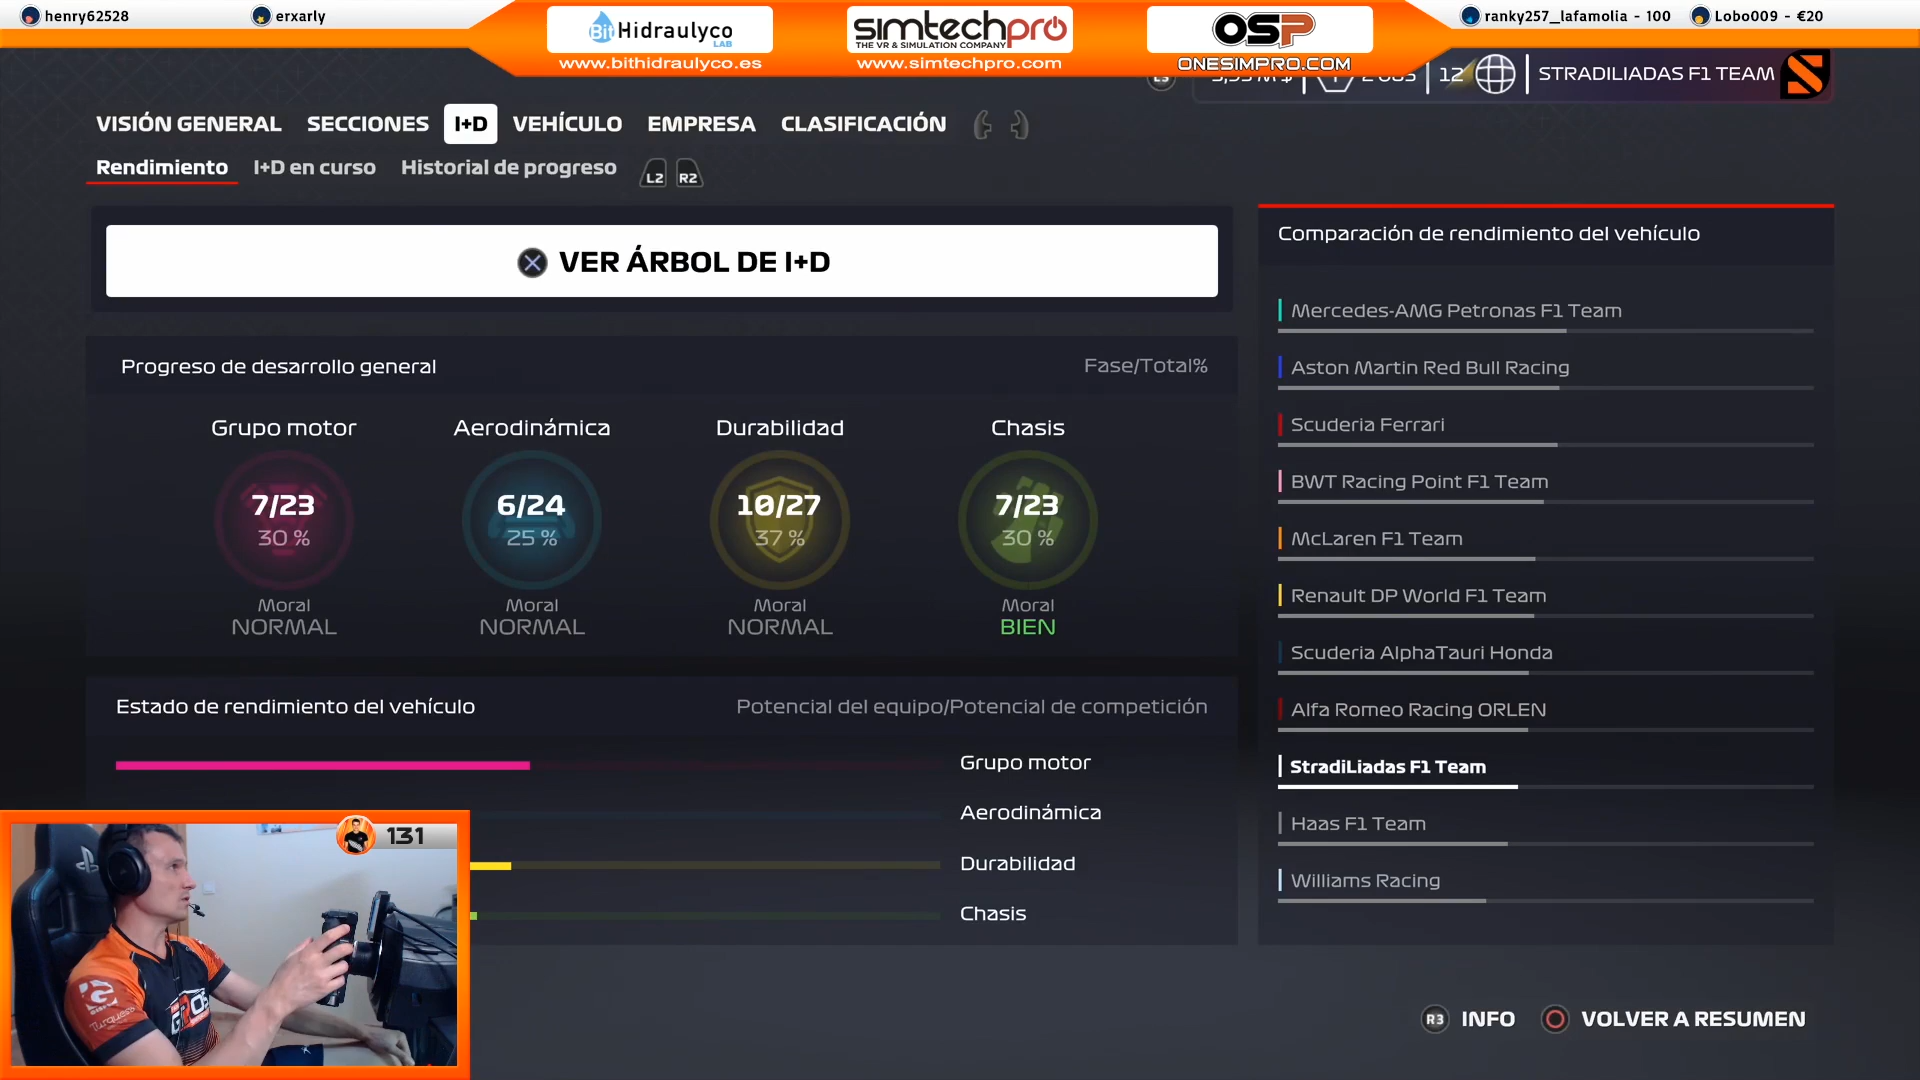 henry62528
erxarly
BitHidraulyco
LAB
www.bithidraulyco.es
simtechpro
THE VR & SIMULATION COMPANY
www.simtechpro.com
OSP
ONESIMPRO.COM
ranky257_lafamolia - 100
Lobo009 - €20
12
STRADILIADAS F1 TEAM
VISIÓN GENERAL
SECCIONES
I+D
VEHÍCULO
EMPRESA
CLASIFICACIÓN
Rendimiento
I+D en curso
Historial de progreso
L2
R2
VER ÁRBOL DE I+D
Progreso de desarrollo general
Fase/Total%
Grupo motor
Aerodinámica
Durabilidad
Chasis
7/23
6/24
10/27
7/23
30 %
25 %
37 %
30 %
Moral
Moral
Moral
Moral
NORMAL
NORMAL
NORMAL
BIEN
Estado de rendimiento del vehículo
Potencial del equipo/Potencial de competición
Grupo motor
Aerodinámica
Durabilidad
Chasis
Comparación de rendimiento del vehículo
Mercedes-AMG Petronas F1 Team
Aston Martin Red Bull Racing
Scuderia Ferrari
BWT Racing Point F1 Team
McLaren F1 Team
Renault DP World F1 Team
Scuderia AlphaTauri Honda
Alfa Romeo Racing ORLEN
StradiLiadas F1 Team
Haas F1 Team
Williams Racing
131
R3
INFO
VOLVER A RESUMEN